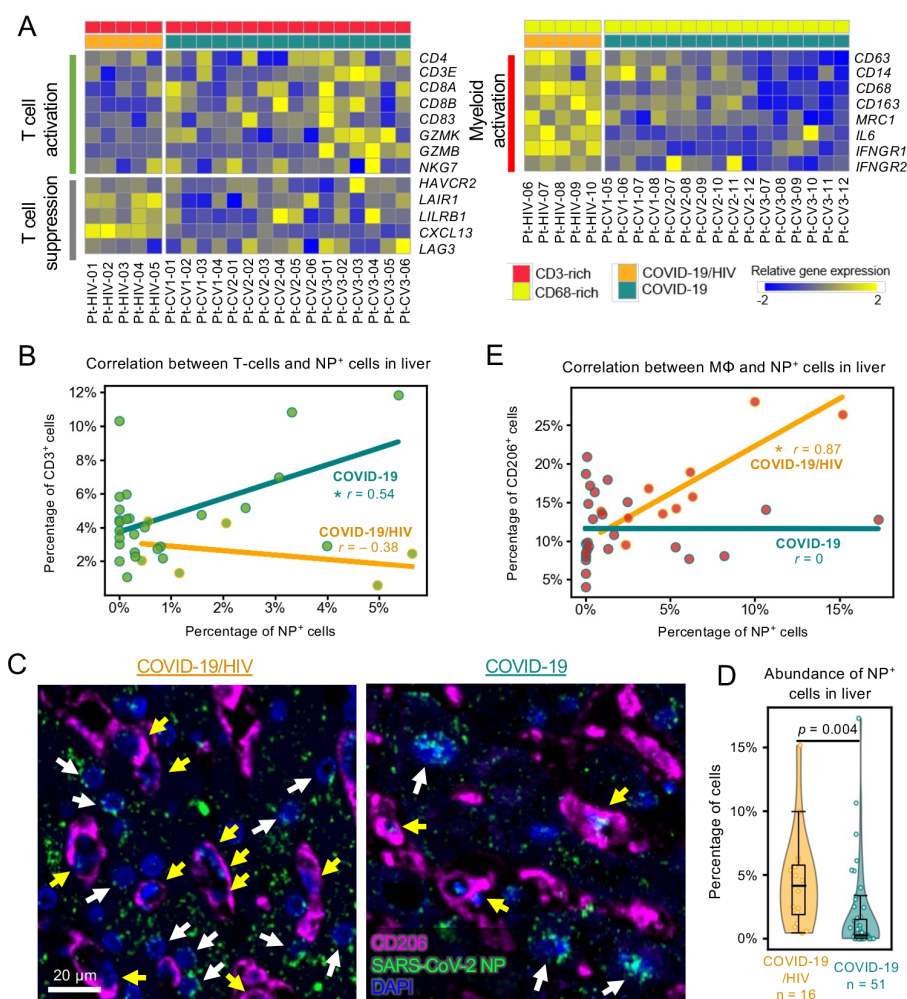 A
T cell
activation
CD4
CD3E
CD8A
CD8B
CD83
GZMK
GZMB
NKG7
T cell
suppression
HAVCR2
LAIR1
LILRB1
CXCL13
LAG3
Pt-HIV-01
Pt-HIV-02
Pt-HIV-03
Pt-HIV-04
Pt-HIV-05
Pt-CV1-01
Pt-CV1-02
Pt-CV1-03
Pt-CV1-04
Pt-CV2-01
Pt-CV2-02
Pt-CV2-03
Pt-CV2-04
Pt-CV2-05
Pt-CV2-06
Pt-CV3-01
Pt-CV3-02
Pt-CV3-03
Pt-CV3-04
Pt-CV3-05
Pt-CV3-06
Myeloid
activation
CD63
CD14
CD68
CD163
MRC1
IL6
IFNGR1
IFNGR2
Pt-HIV-06
Pt-HIV-07
Pt-HIV-08
Pt-HIV-09
Pt-HIV-10
Pt-CV1-05
Pt-CV1-06
Pt-CV1-07
Pt-CV1-08
Pt-CV2-07
Pt-CV2-08
Pt-CV2-09
Pt-CV2-10
Pt-CV2-11
Pt-CV2-12
Pt-CV3-07
Pt-CV3-08
Pt-CV3-09
Pt-CV3-10
Pt-CV3-11
Pt-CV3-12
CD3-rich
CD68-rich
COVID-19/HIV
COVID-19
Relative gene expression
-2 2
B
Correlation between T-cells and NP⁺ cells in liver
Percentage of CD3⁺ cells
12%
10%
8%
6%
4%
2%
COVID-19
* r = 0.54
COVID-19/HIV
r = – 0.38
0% 1% 2% 3% 4% 5%
Percentage of NP⁺ cells
E
Correlation between MΦ and NP⁺ cells in liver
Percentage of CD206⁺ cells
25%
20%
15%
10%
5%
* r = 0.87
COVID-19/HIV
COVID-19
r = 0
0% 5% 10% 15%
Percentage of NP⁺ cells
C
COVID-19/HIV
COVID-19
20 µm
CD206
SARS-CoV-2 NP
DAPI
D
Abundance of NP⁺
cells in liver
p = 0.004
Percentage of cells
15%
10%
5%
0%
COVID-19
/HIV
n = 16
COVID-19
n = 51